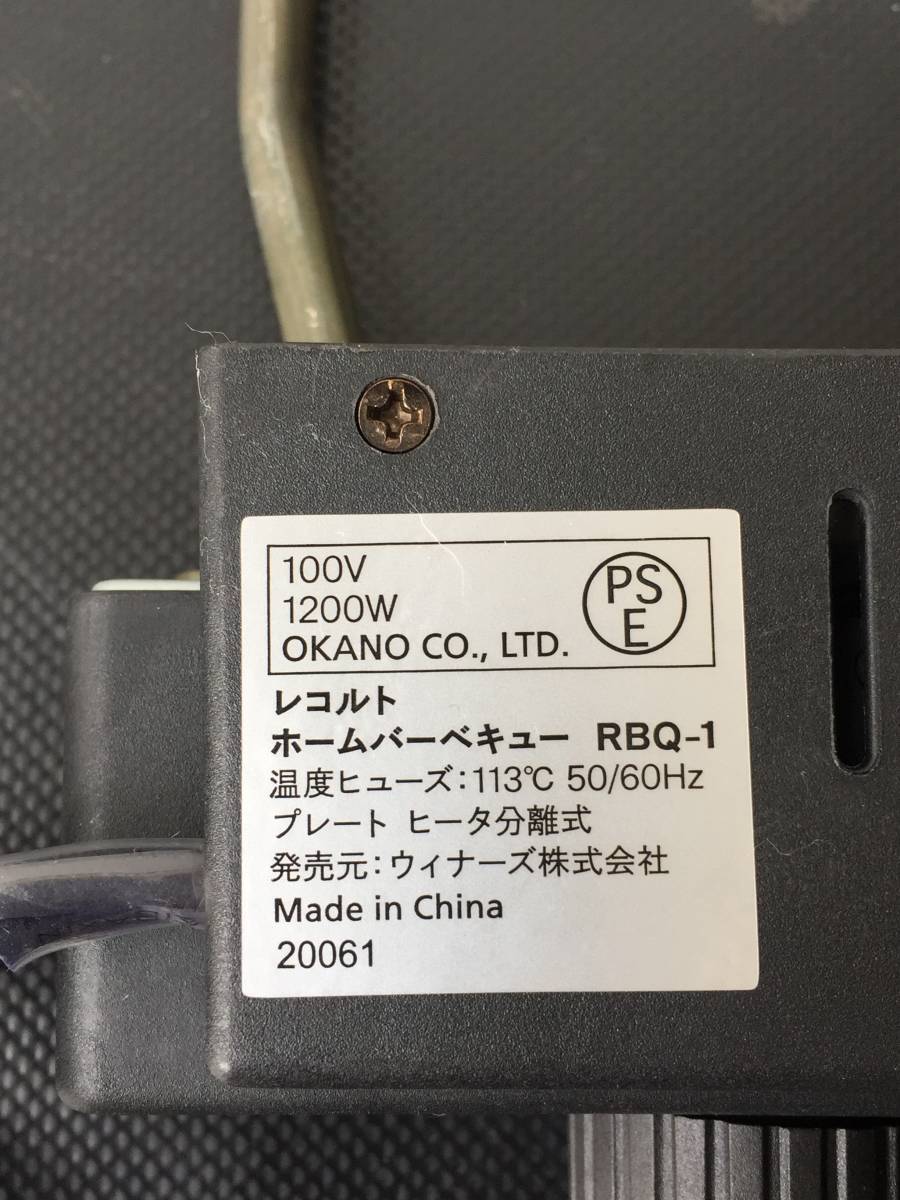 100V
1200W
OKANO CO., LTD.
PS
E
レコルト
ホームバーベキュー RBQ-1
温度ヒューズ:113℃ 50/60Hz
プレート ヒータ分離式
発売元:ウィナーズ株式会社
Made in China
20061